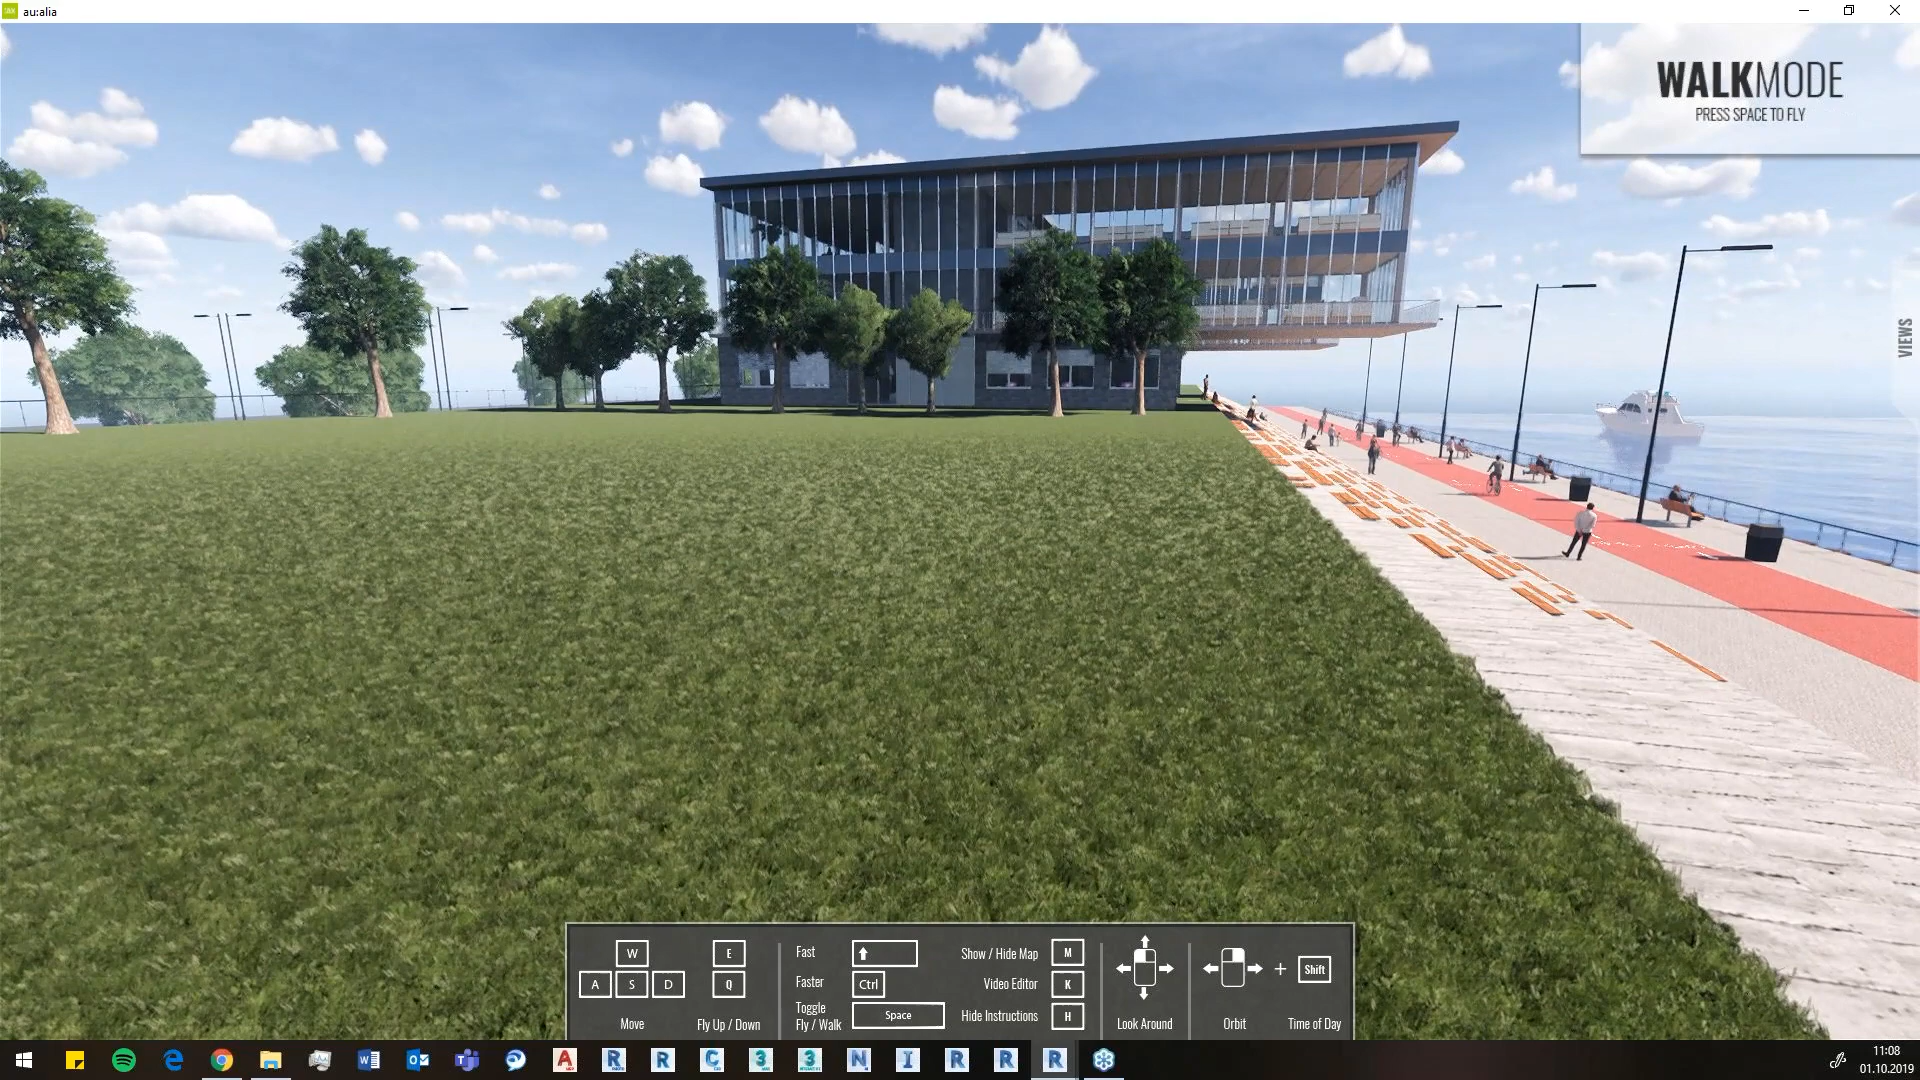 au:alia
WALKMODE
PRESS SPACE TO FLY
VIEWS
W
A S D
Move
E
Q
Fly Up / Down
Fast
Faster Ctrl
Toggle
Fly / Walk Space
Show / Hide Map M
Video Editor K
Hide Instructions H
Look Around
Orbit
+ Shift
Time of Day
11:08
01.10.2019